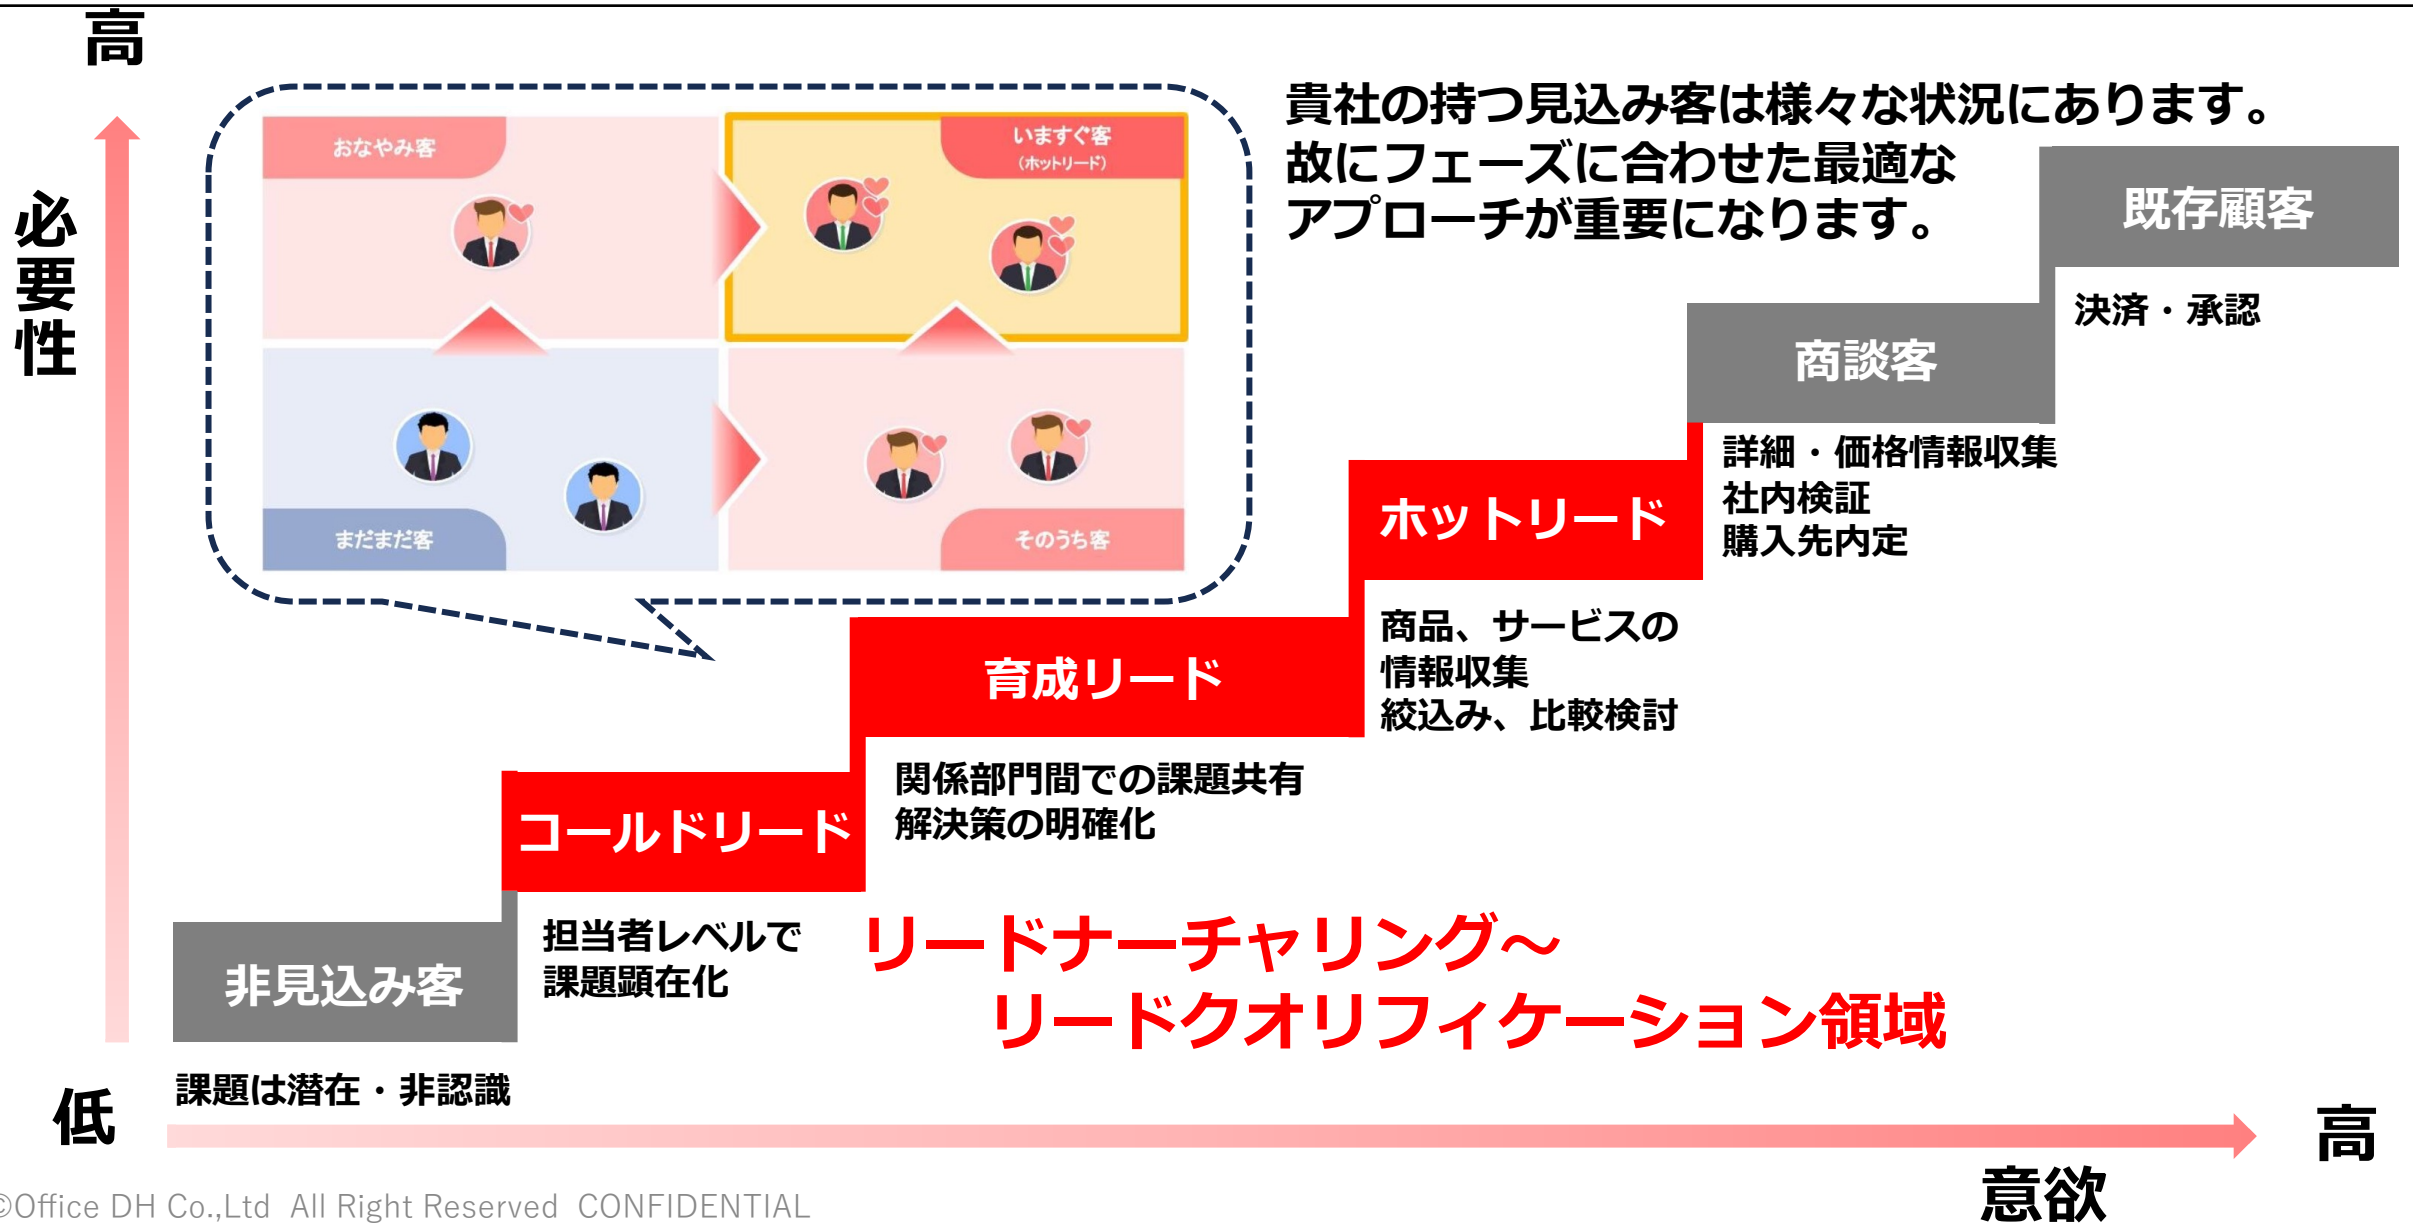 高
必要性
おなやみ客
いますぐ客
(ホットリード)
まだまだ客
そのうち客
貴社の持つ見込み客は様々な状況にあります。
故にフェーズに合わせた最適な
アプローチが重要になります。
既存顧客
決済・承認
商談客
詳細・価格情報収集
社内検証
購入先内定
ホットリード
商品、サービスの
情報収集
絞込み、比較検討
育成リード
関係部門間での課題共有
解決策の明確化
コールドリード
担当者レベルで
課題顕在化
リードナーチャリング～
リードクオリフィケーション領域
非見込み客
課題は潜在・非認識
低
高
意欲
©Office DH Co.,Ltd All Right Reserved CONFIDENTIAL